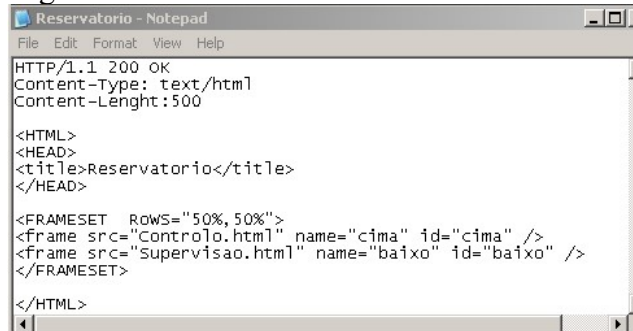 Reservatorio - Notepad
File Edit Format View Help
HTTP/1.1 200 OK
Content-Type: text/html
Content-Lenght:500
<HTML>
<HEAD>
<title>Reservatorio</title>
</HEAD>
<FRAMESET ROWS="50%,50%">
<frame src="Controlo.html" name="cima" id="cima" />
<frame src="Supervisao.html" name="baixo" id="baixo" />
</FRAMESET>
</HTML>